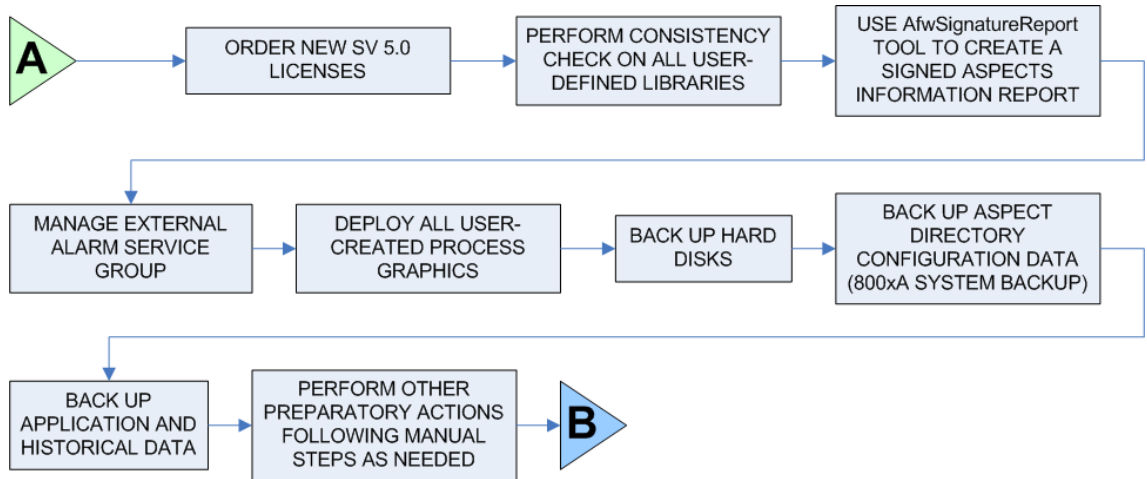 A
ORDER NEW SV 5.0
LICENSES
PERFORM CONSISTENCY
CHECK ON ALL USER-
DEFINED LIBRARIES
USE AfwSignatureReport
TOOL TO CREATE A
SIGNED ASPECTS
INFORMATION REPORT
MANAGE EXTERNAL
ALARM SERVICE
GROUP
DEPLOY ALL USER-
CREATED PROCESS
GRAPHICS
BACK UP HARD
DISKS
BACK UP ASPECT
DIRECTORY
CONFIGURATION DATA
(800xA SYSTEM BACKUP)
BACK UP
APPLICATION AND
HISTORICAL DATA
PERFORM OTHER
PREPARATORY ACTIONS
FOLLOWING MANUAL
STEPS AS NEEDED
B